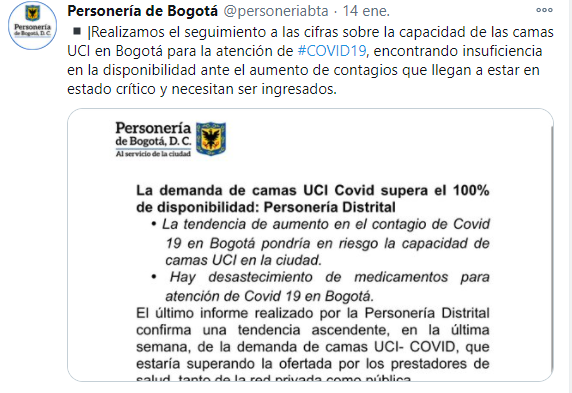 Personería de Bogotá @personeriabta · 14 ene.
|Realizamos el seguimiento a las cifras sobre la capacidad de las camas
UCI en Bogotá para la atención de #COVID19, encontrando insuficiencia
en la disponibilidad ante el aumento de contagios que llegan a estar en
estado crítico y necesitan ser ingresados.
Personería
de Bogotá, D. C.
Al servicio de la ciudad
La demanda de camas UCI Covid supera el 100%
de disponibilidad: Personería Distrital
• La tendencia de aumento en el contagio de Covid
19 en Bogotá pondría en riesgo la capacidad de
camas UCI en la ciudad.
• Hay desastecimiento de medicamentos para
atención de Covid 19 en Bogotá.
El último informe realizado por la Personería Distrital
confirma una tendencia ascendente, en la última
semana, de la demanda de camas UCI- COVID, que
estaría superando la ofertada por los prestadores de
salud, tanto de la red privada como pública.